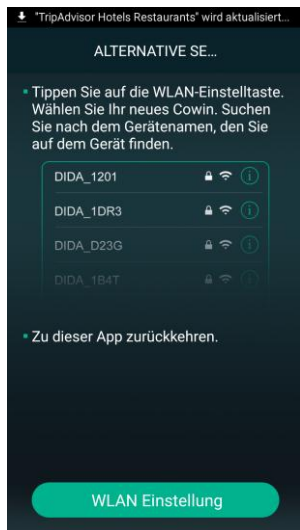 "TripAdvisor Hotels Restaurants" wird aktualisiert...
ALTERNATIVE SE...
Tippen Sie auf die WLAN-Einstelltaste.
Wählen Sie Ihr neues Cowin. Suchen
Sie nach dem Gerätenamen, den Sie
auf dem Gerät finden.
DIDA_1201
DIDA_1DR3
DIDA_D23G
DIDA_1B4T
Zu dieser App zurückkehren.
WLAN Einstellung